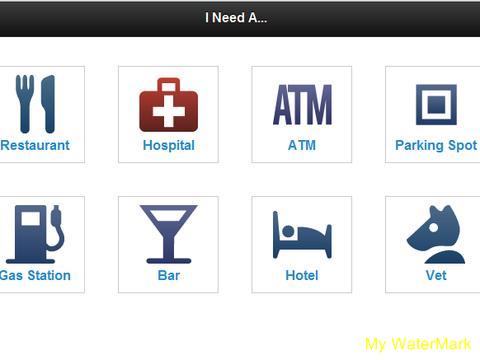 I Need A...
Restaurant
Hospital
ATM
ATM
Parking Spot
Gas Station
Bar
Hotel
Vet
My WaterMark